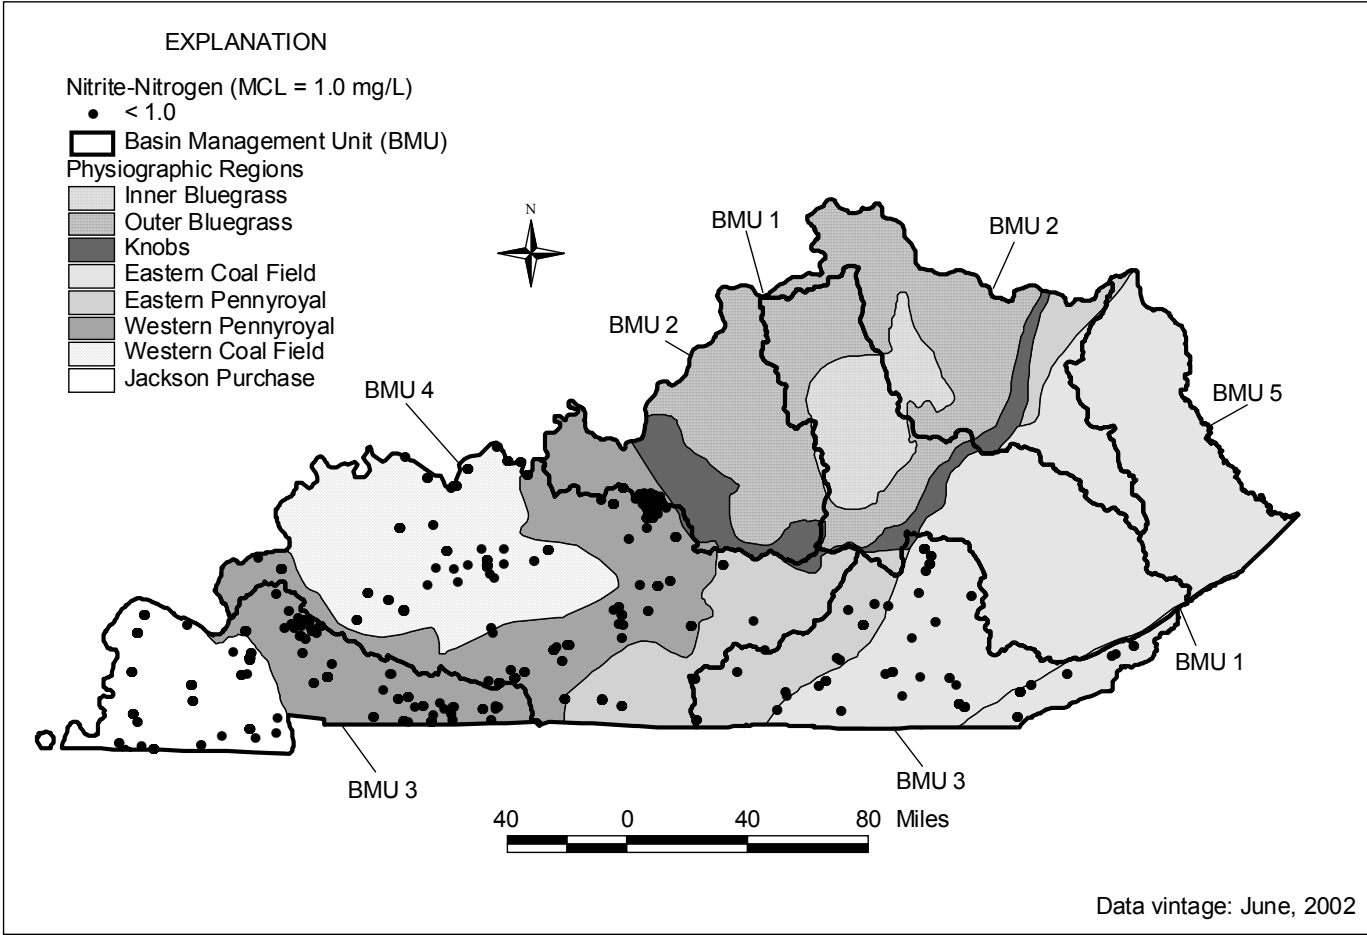 EXPLANATION
Nitrite-Nitrogen (MCL = 1.0 mg/L)
< 1.0
Basin Management Unit (BMU)
Physiographic Regions
Inner Bluegrass
Outer Bluegrass
Knobs
Eastern Coal Field
Eastern Pennyroyal
Western Pennyroyal
Western Coal Field
Jackson Purchase
N
BMU 1
BMU 2
BMU 2
BMU 4
BMU 5
BMU 1
BMU 3
BMU 3
40 0 40 80 Miles
Data vintage: June, 2002